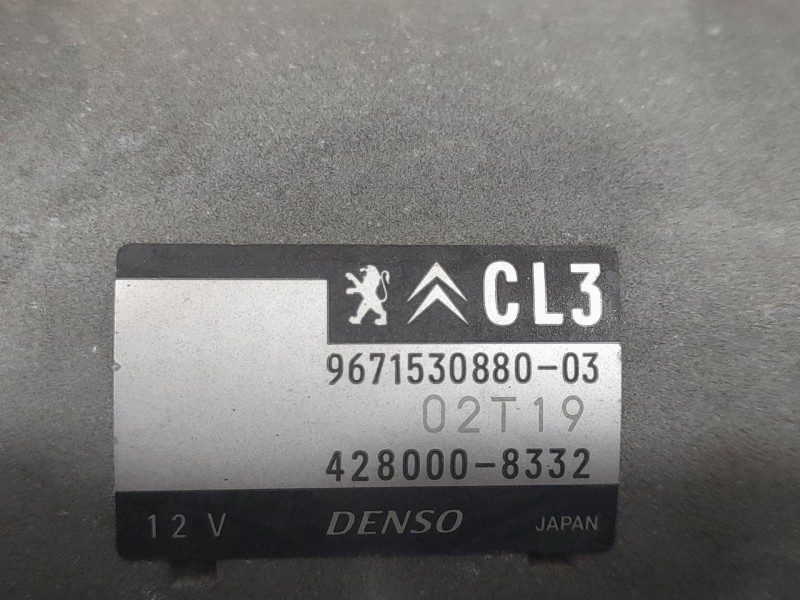 CL3
9671530880-03
02T19
428000-8332
12 V DENSO JAPAN